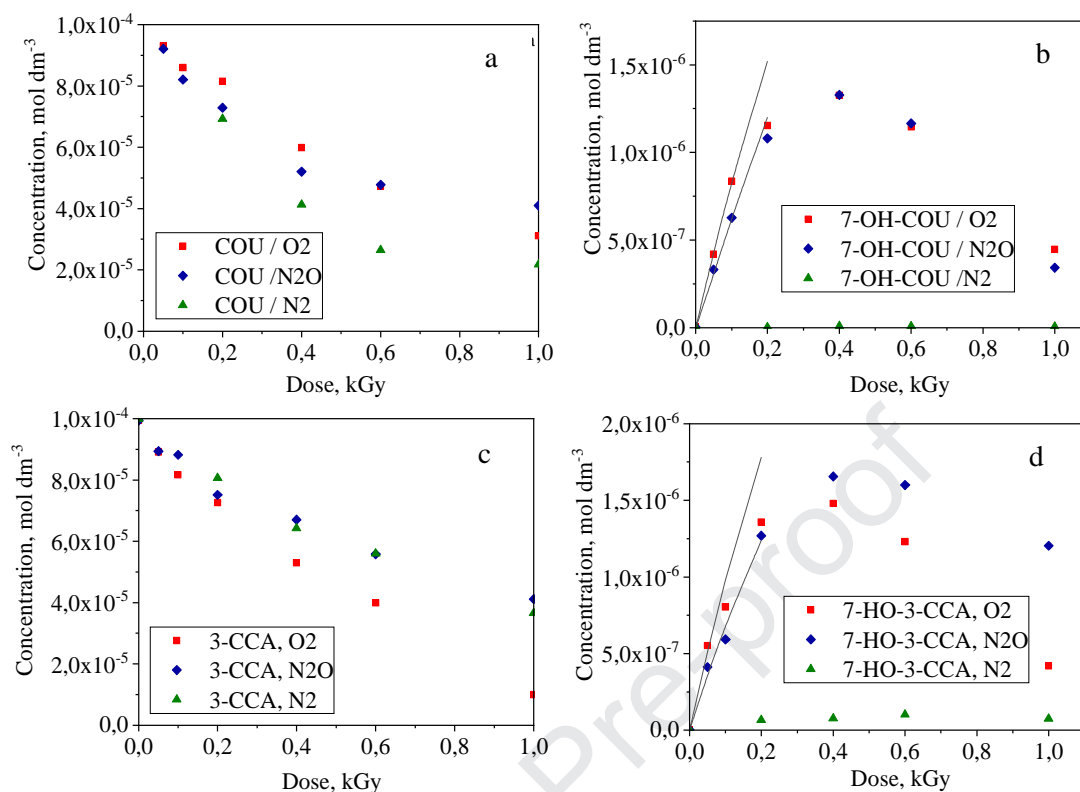 1,0x10-4
8,0x10-5
6,0x10-5
4,0x10-5
2,0x10-5
0,0
Concentration, mol dm-3
a
COU / O2
COU /N2O
COU / N2
0,0 0,2 0,4 0,6 0,8 1,0
Dose, kGy
1,5x10-6
1,0x10-6
5,0x10-7
0,0
Concentration, mol dm-3
b
7-OH-COU / O2
7-OH-COU / N2O
7-OH-COU /N2
0,0 0,2 0,4 0,6 0,8 1,0
Dose, kGy
1,0x10-4
8,0x10-5
6,0x10-5
4,0x10-5
2,0x10-5
0,0
Concentration, mol dm-3
c
3-CCA, O2
3-CCA, N2O
3-CCA, N2
0,0 0,2 0,4 0,6 0,8 1,0
Dose, kGy
2,0x10-6
1,5x10-6
1,0x10-6
5,0x10-7
0,0
Concentration, mol dm-3
d
7-HO-3-CCA, O2
7-HO-3-CCA, N2O
7-HO-3-CCA, N2
0,0 0,2 0,4 0,6 0,8 1,0
Dose, kGy
Pre-proof